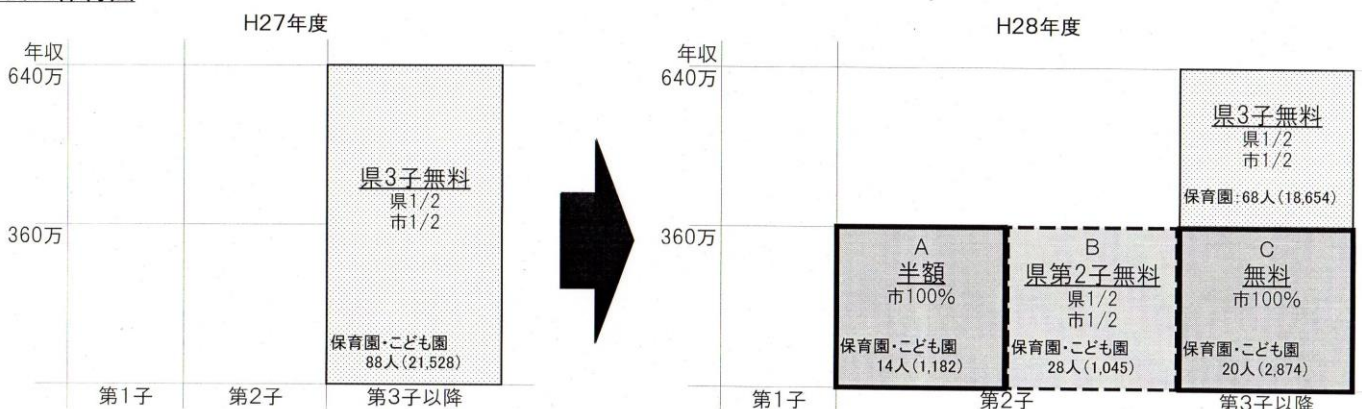 H27年度
年収
640万
360万
県3子無料
県1/2
市1/2
保育園・こども園
88人(21,528)
第1子
第2子
第3子以降
H28年度
年収
640万
360万
県3子無料
県1/2
市1/2
保育園:68人(18,654)
A
半額
市100%
保育園・こども園
14人(1,182)
B
県第2子無料
県1/2
市1/2
保育園・こども園
28人(1,045)
C
無料
市100%
保育園・こども園
20人(2,874)
第1子
第2子
第3子以降